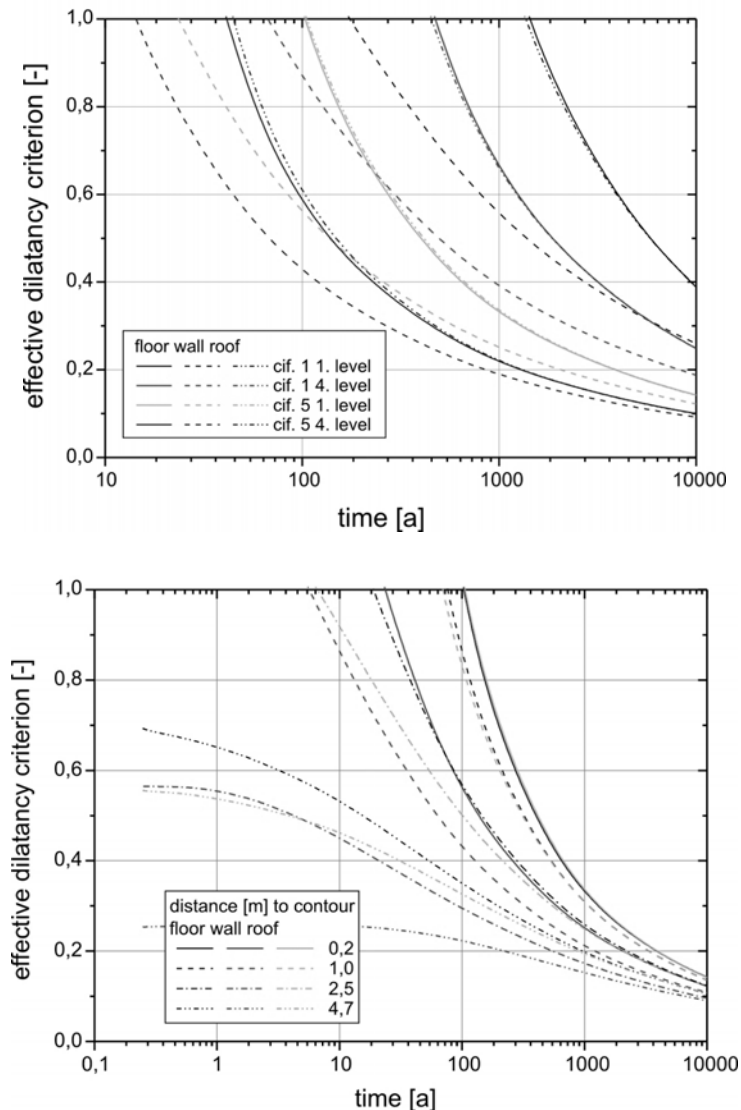 effective dilatancy criterion [-]
1,0
0,8
0,6
0,4
0,2
0,0
floor wall roof
cif. 1 1. level
cif. 1 4. level
cif. 5 1. level
cif. 5 4. level
10 100 1000 10000
time [a]
effective dilatancy criterion [-]
1,0
0,8
0,6
0,4
0,2
0,0
distance [m] to contour
floor wall roof
0,2
1,0
2,5
4,7
0,1 1 10 100 1000 10000
time [a]